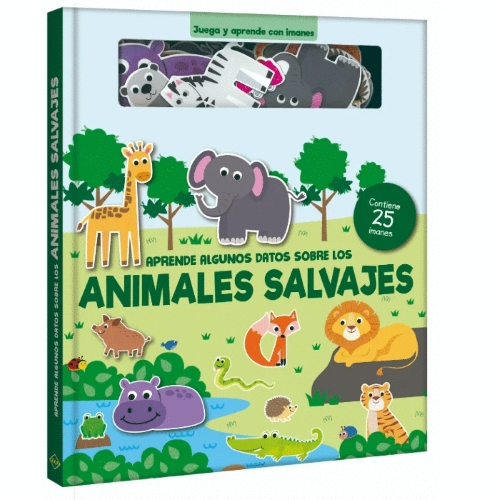 Juega y aprende con imanes
Contiene
25
imanes
APRENDE ALGUNOS DATOS SOBRE LOS
ANIMALES SALVAJES
APRENDE ALGUNOS DATOS SOBRE LOS ANIMALES SALVAJES